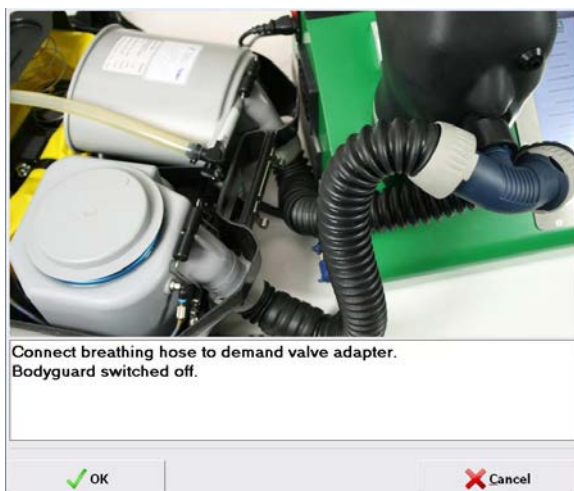 Connect breathing hose to demand valve adapter.
Bodyguard switched off.
OK
Cancel